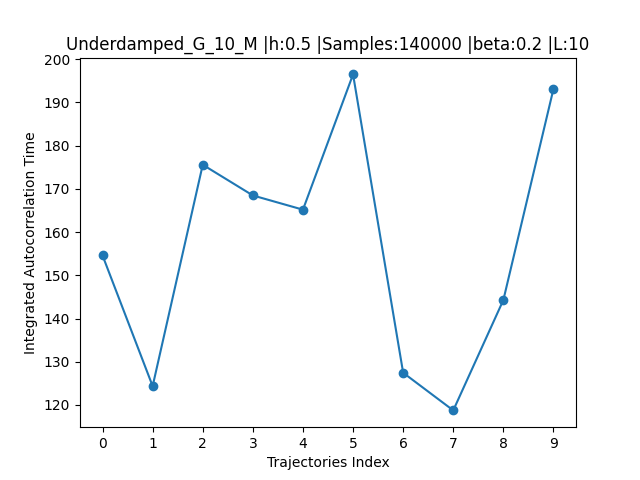 Underdamped_G_10_M |h:0.5 |Samples:140000 |beta:0.2 |L:10
Integrated Autocorrelation Time
200
190
180
170
160
150
140
130
120
0 1 2 3 4 5 6 7 8 9
Trajectories Index